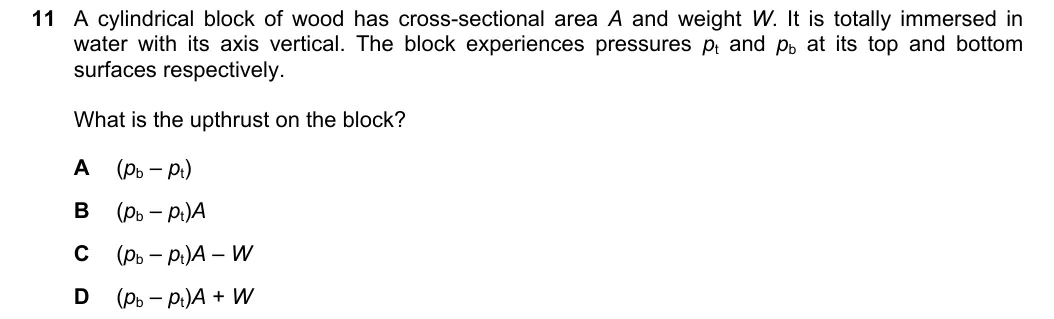 11 A cylindrical block of wood has cross-sectional area A and weight W. It is totally immersed in
water with its axis vertical. The block experiences pressures pt and pb at its top and bottom
surfaces respectively.
What is the upthrust on the block?
A (pb – pt)
B (pb – pt)A
C (pb – pt)A – W
D (pb – pt)A + W